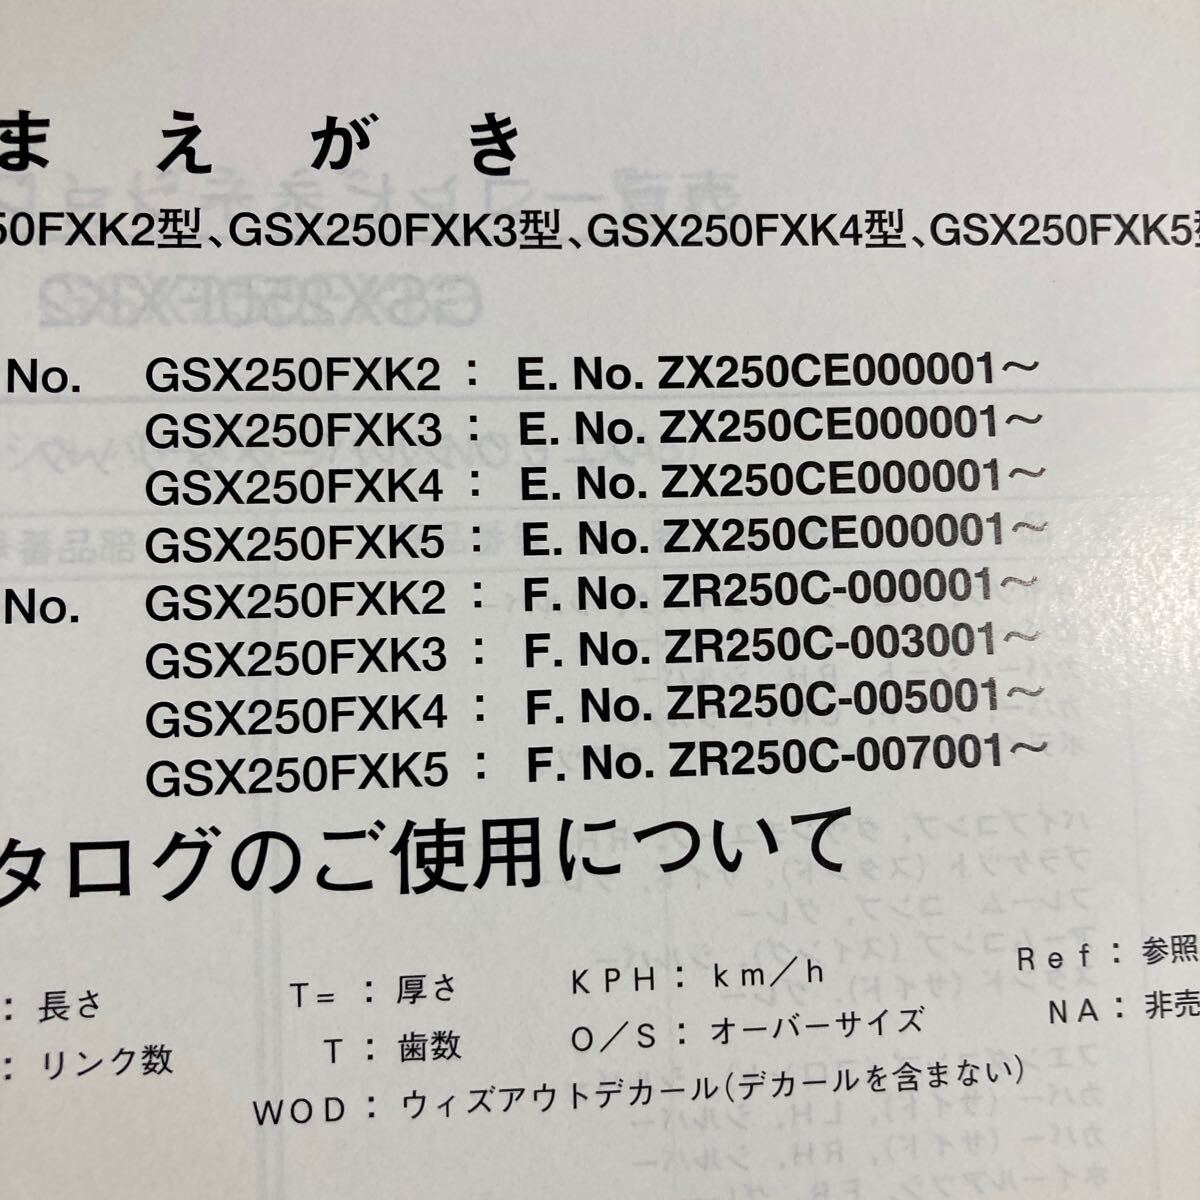 まえがき
50FXK2型、GSX250FXK3型、GSX250FXK4型、GSX250FXK5型
No. GSX250FXK2 : E. No. ZX250CE000001～
GSX250FXK3 : E. No. ZX250CE000001～
GSX250FXK4 : E. No. ZX250CE000001～
GSX250FXK5 : E. No. ZX250CE000001～
No. GSX250FXK2 : F. No. ZR250C-000001～
GSX250FXK3 : F. No. ZR250C-003001～
GSX250FXK4 : F. No. ZR250C-005001～
GSX250FXK5 : F. No. ZR250C-007001～
タログのご使用について
: 長さ T= : 厚さ KPH : km/h Ref : 参照
: リンク数 T : 歯数 O/S : オーバーサイズ NA : 非売
WOD : ウィズアウトデカール(デカールを含まない)